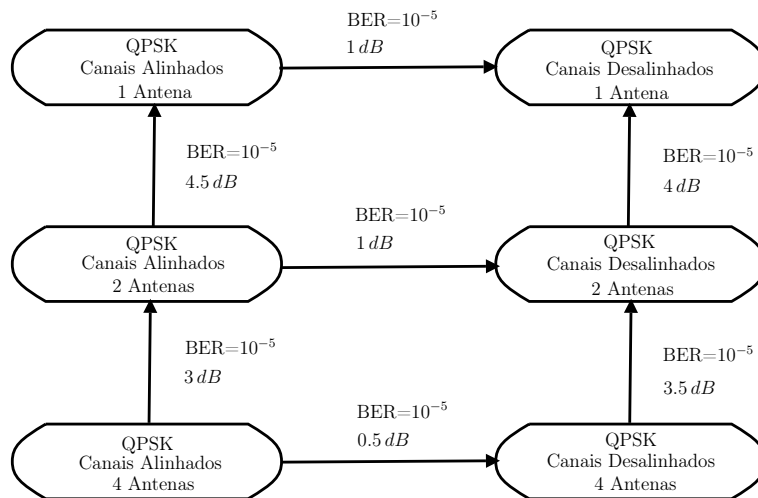 BER=10⁻⁵
1 dB
QPSK
Canais Alinhados
1 Antena
QPSK
Canais Desalinhados
1 Antena
BER=10⁻⁵
4.5 dB
BER=10⁻⁵
4 dB
BER=10⁻⁵
1 dB
QPSK
Canais Alinhados
2 Antenas
QPSK
Canais Desalinhados
2 Antenas
BER=10⁻⁵
3 dB
BER=10⁻⁵
3.5 dB
BER=10⁻⁵
0.5 dB
QPSK
Canais Alinhados
4 Antenas
QPSK
Canais Desalinhados
4 Antenas